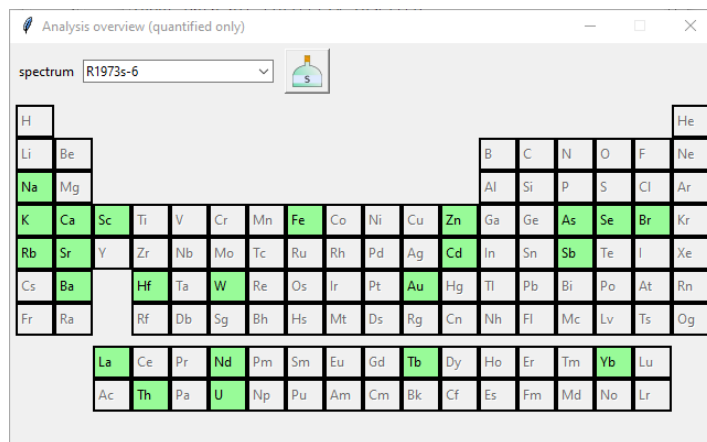 Analysis overview (quantified only)
spectrum R1973s-6
S
H He
Li Be B C N O F Ne
Na Mg Al Si P S Cl Ar
K Ca Sc Ti V Cr Mn Fe Co Ni Cu Zn Ga Ge As Se Br Kr
Rb Sr Y Zr Nb Mo Tc Ru Rh Pd Ag Cd In Sn Sb Te I Xe
Cs Ba Hf Ta W Re Os Ir Pt Au Hg Tl Pb Bi Po At Rn
Fr Ra Rf Db Sg Bh Hs Mt Ds Rg Cn Nh Fl Mc Lv Ts Og
La Ce Pr Nd Pm Sm Eu Gd Tb Dy Ho Er Tm Yb Lu
Ac Th Pa U Np Pu Am Cm Bk Cf Es Fm Md No Lr